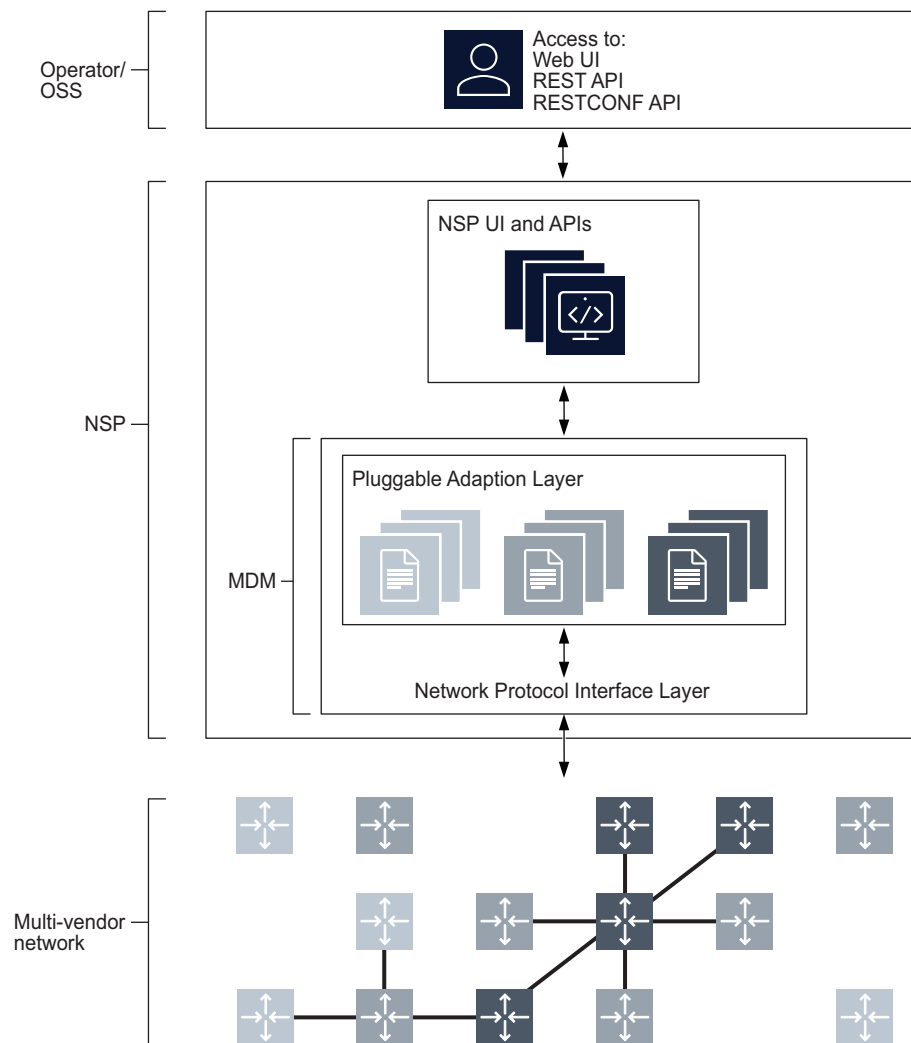 Operator/
OSS
Access to:
Web UI
REST API
RESTCONF API
NSP
NSP UI and APIs
</>
MDM
Pluggable Adaption Layer
Network Protocol Interface Layer
Multi-vendor
network